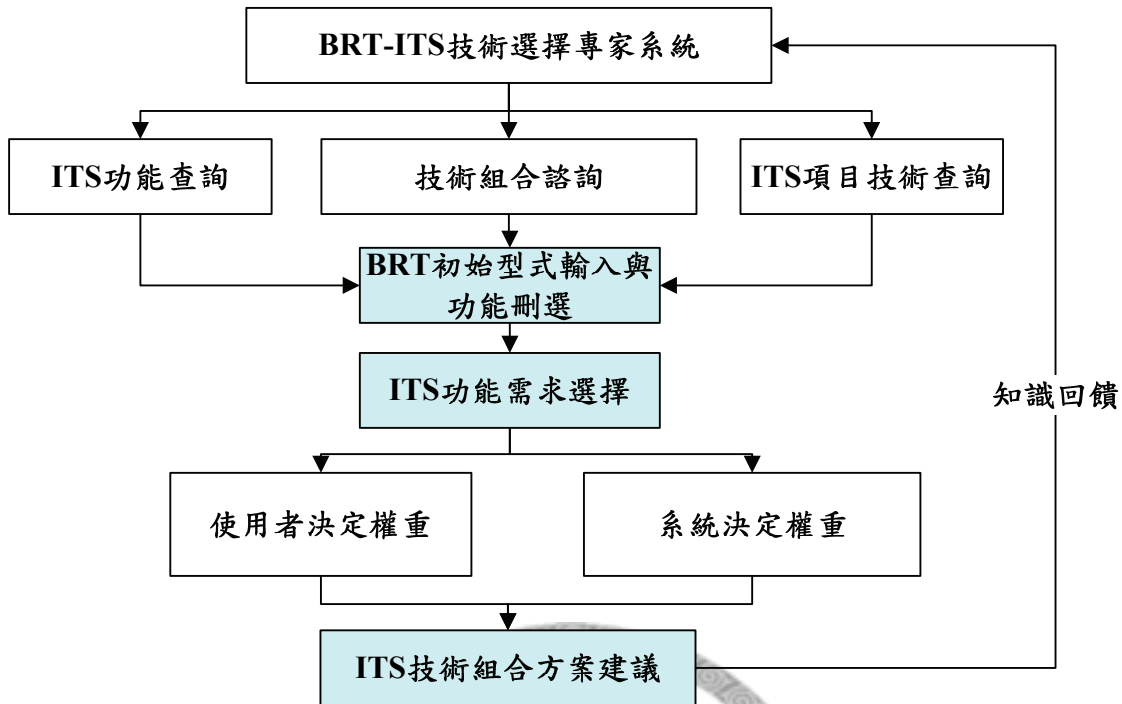 BRT-ITS技術選擇專家系統
ITS功能查詢
技術組合諮詢
ITS項目技術查詢
BRT初始型式輸入與
功能刪選
ITS功能需求選擇
知識回饋
使用者決定權重
系統決定權重
ITS技術組合方案建議